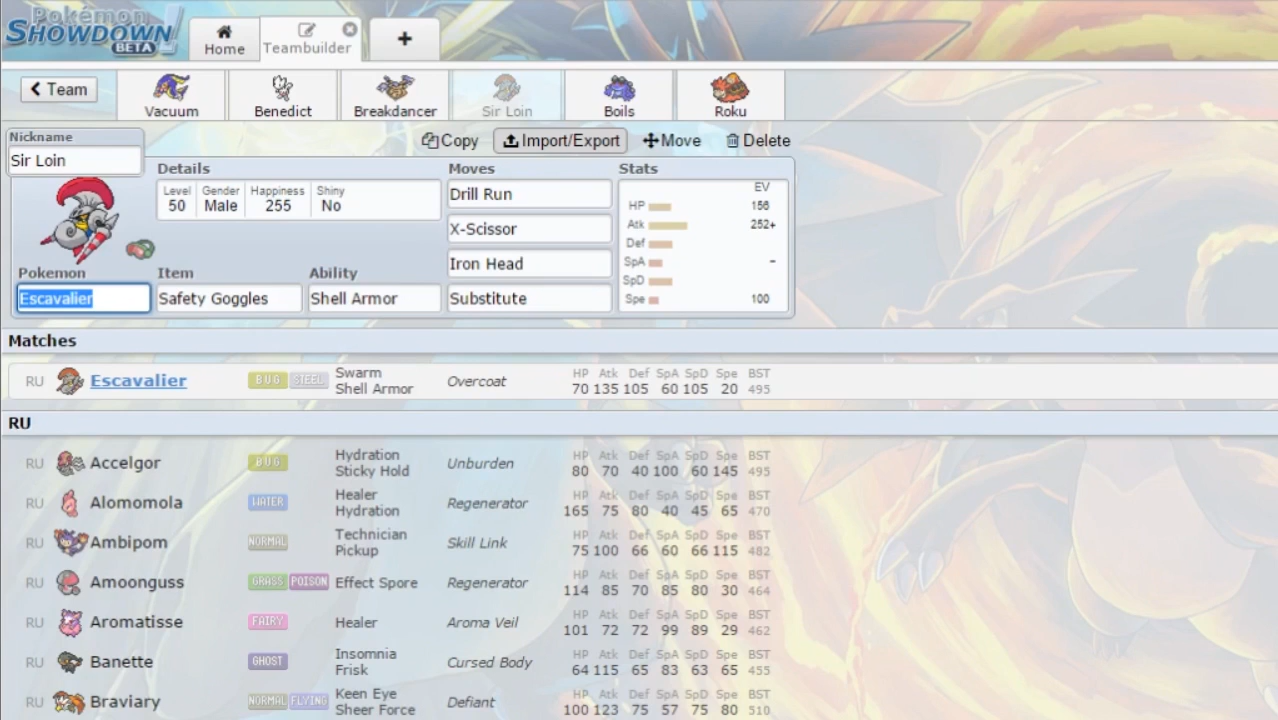 Pokémon
SHOWDOWN!
BETA
Home
Teambuilder
+
Team
Vacuum
Benedict
Breakdancer
Sir Loin
Boils
Roku
Nickname
Sir Loin
Copy Import/Export Move Delete
Details
Level Gender Happiness Shiny
50 Male 255 No
Moves
Drill Run
X-Scissor
Iron Head
Substitute
Stats
EV
HP 156
Atk 252+
Def
SpA -
SpD
Spe 100
Pokemon Item Ability
Escavalier Safety Goggles Shell Armor
Matches
RU Escavalier BUG STEEL Swarm Shell Armor Overcoat
HP Atk Def SpA SpD Spe BST
70 135 105 60 105 20 495
RU
RU Accelgor BUG Hydration Sticky Hold Unburden
HP Atk Def SpA SpD Spe BST
80 70 40 100 60 145 495
RU Alomomola WATER Healer Hydration Regenerator
HP Atk Def SpA SpD Spe BST
165 75 80 40 45 65 470
RU Ambipom NORMAL Technician Pickup Skill Link
HP Atk Def SpA SpD Spe BST
75 100 66 60 66 115 482
RU Amoonguss GRASS POISON Effect Spore Regenerator
HP Atk Def SpA SpD Spe BST
114 85 70 85 80 30 464
RU Aromatisse FAIRY Healer Aroma Veil
HP Atk Def SpA SpD Spe BST
101 72 72 99 89 29 462
RU Banette GHOST Insomnia Frisk Cursed Body
HP Atk Def SpA SpD Spe BST
64 115 65 83 63 65 455
RU Braviary NORMAL FLYING Keen Eye Sheer Force Defiant
HP Atk Def SpA SpD Spe BST
100 123 75 57 75 80 510